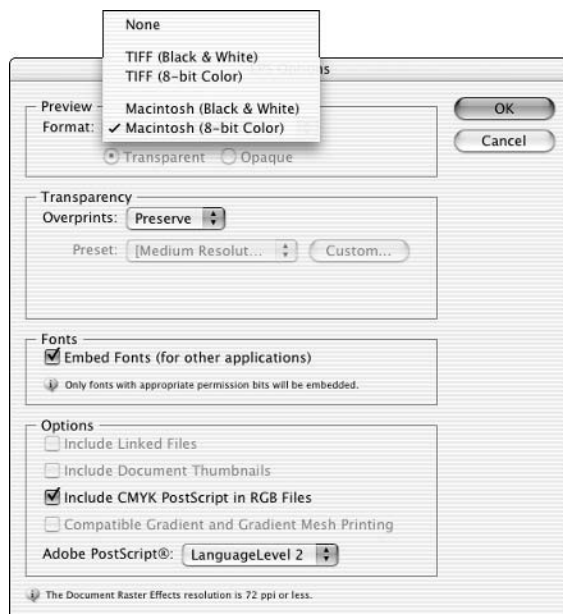 None
TIFF (Black & White)
TIFF (8-bit Color)
Macintosh (Black & White)
✓ Macintosh (8-bit Color)
Preview
Format:
Transparent Opaque
OK
Cancel
Transparency
Overprints: Preserve
Preset: [Medium Resolut... Custom...
Fonts
Embed Fonts (for other applications)
Only fonts with appropriate permission bits will be embedded.
Options
Include Linked Files
Include Document Thumbnails
Include CMYK PostScript in RGB Files
Compatible Gradient and Gradient Mesh Printing
Adobe PostScript®: LanguageLevel 2
The Document Raster Effects resolution is 72 ppi or less.